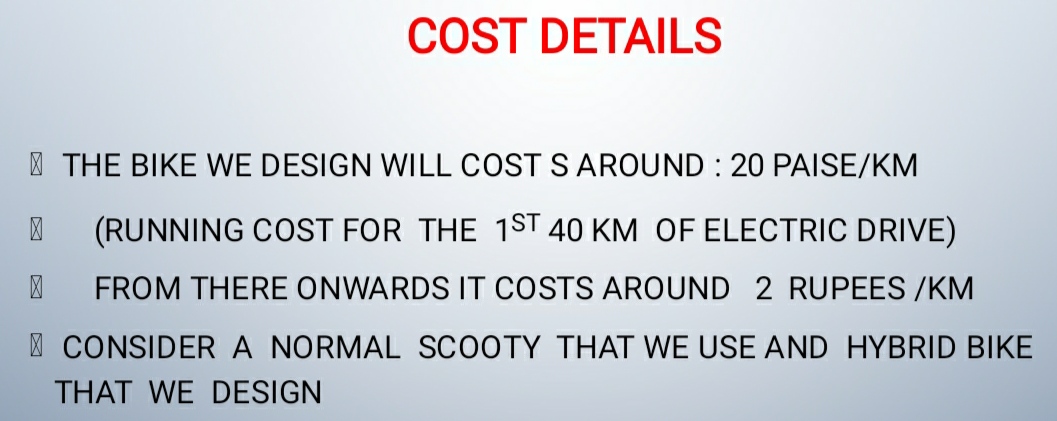 COST DETAILS
THE BIKE WE DESIGN WILL COST S AROUND : 20 PAISE/KM
(RUNNING COST FOR THE 1ST 40 KM OF ELECTRIC DRIVE)
FROM THERE ONWARDS IT COSTS AROUND 2 RUPEES /KM
CONSIDER A NORMAL SCOOTY THAT WE USE AND HYBRID BIKE
THAT WE DESIGN